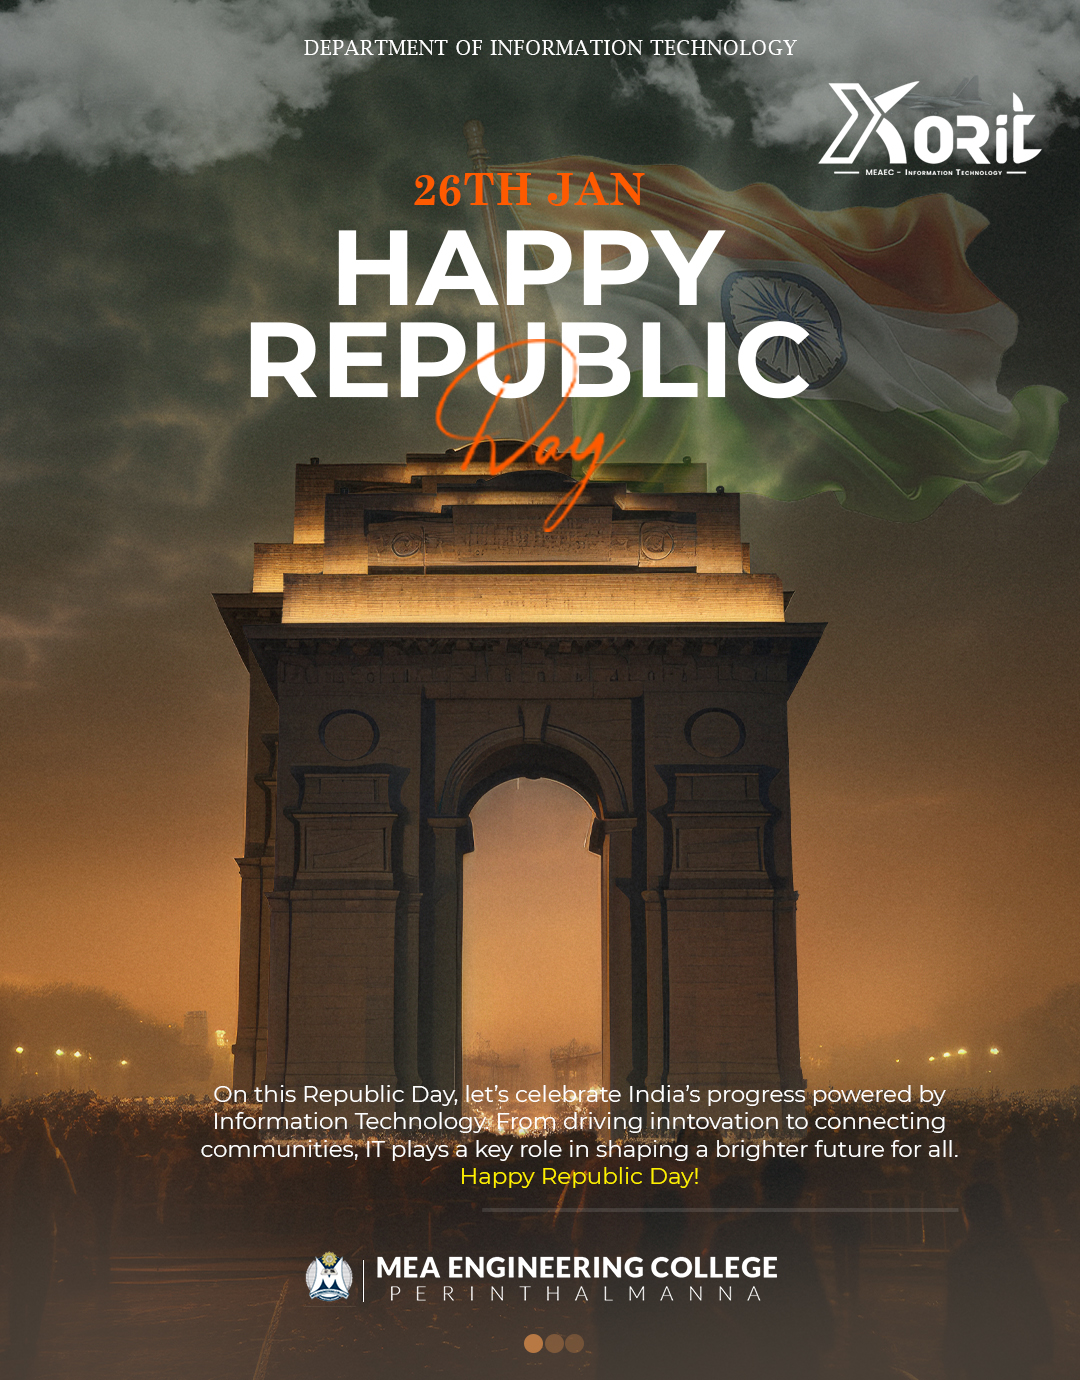 DEPARTMENT OF INFORMATION TECHNOLOGY
XORIT
MEAEC - INFORMATION TECHNOLOGY
26TH JAN
HAPPY
REPUBLIC
Day
On this Republic Day, let's celebrate India's progress powered by
Information Technology. From driving inntovation to connecting
communities, IT plays a key role in shaping a brighter future for all.
Happy Republic Day!
MEA ENGINEERING COLLEGE
PERINTHALMANNA